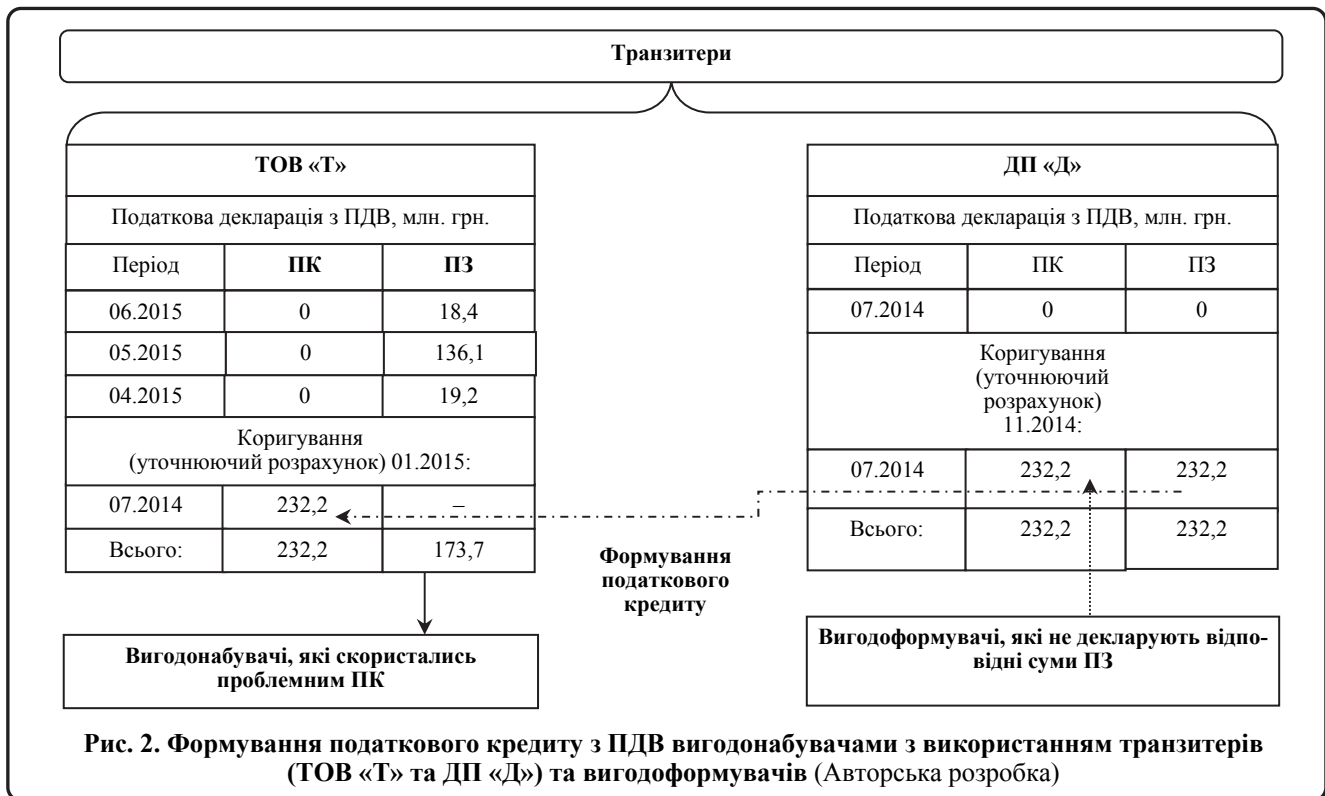 Транзитери
ТОВ «Т»
Податкова декларація з ПДВ, млн. грн.
Період ПК ПЗ
06.2015 0 18,4
05.2015 0 136,1
04.2015 0 19,2
Коригування
(уточнюючий розрахунок) 01.2015:
07.2014 232,2 –
Всього: 232,2 173,7
Вигодонабувачі, які скористались
проблемним ПК
Формування
податкового
кредиту
ДП «Д»
Податкова декларація з ПДВ, млн. грн.
Період ПК ПЗ
07.2014 0 0
Коригування
(уточнюючий
розрахунок)
11.2014:
07.2014 232,2 232,2
Всього: 232,2 232,2
Вигодоформувачі, які не декларують відпо-
відні суми ПЗ
Рис. 2. Формування податкового кредиту з ПДВ вигодонабувачами з використанням транзитерів
(ТОВ «Т» та ДП «Д») та вигодоформувачів (Авторська розробка)